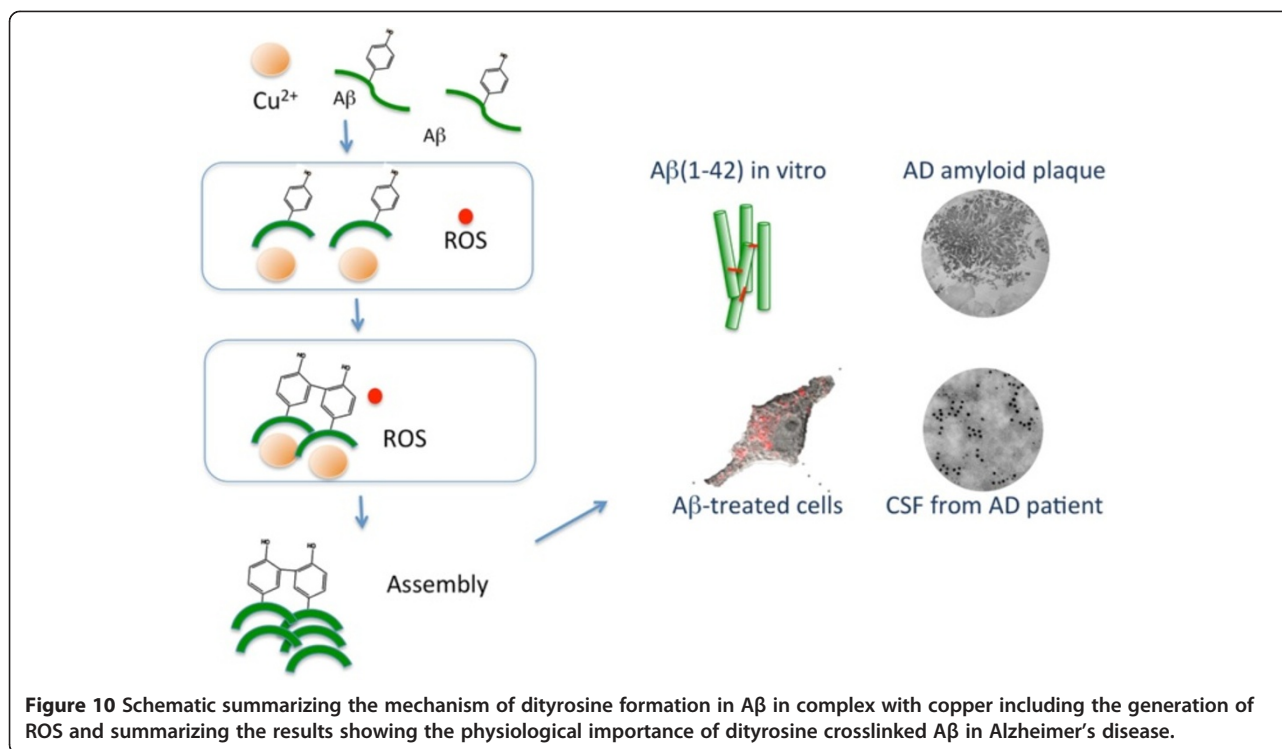 Cu²⁺
Aβ
Aβ
ROS
ROS
Assembly
Aβ(1-42) in vitro
AD amyloid plaque
Aβ-treated cells
CSF from AD patient
Figure 10 Schematic summarizing the mechanism of dityrosine formation in Aβ in complex with copper including the generation of
ROS and summarizing the results showing the physiological importance of dityrosine crosslinked Aβ in Alzheimer's disease.